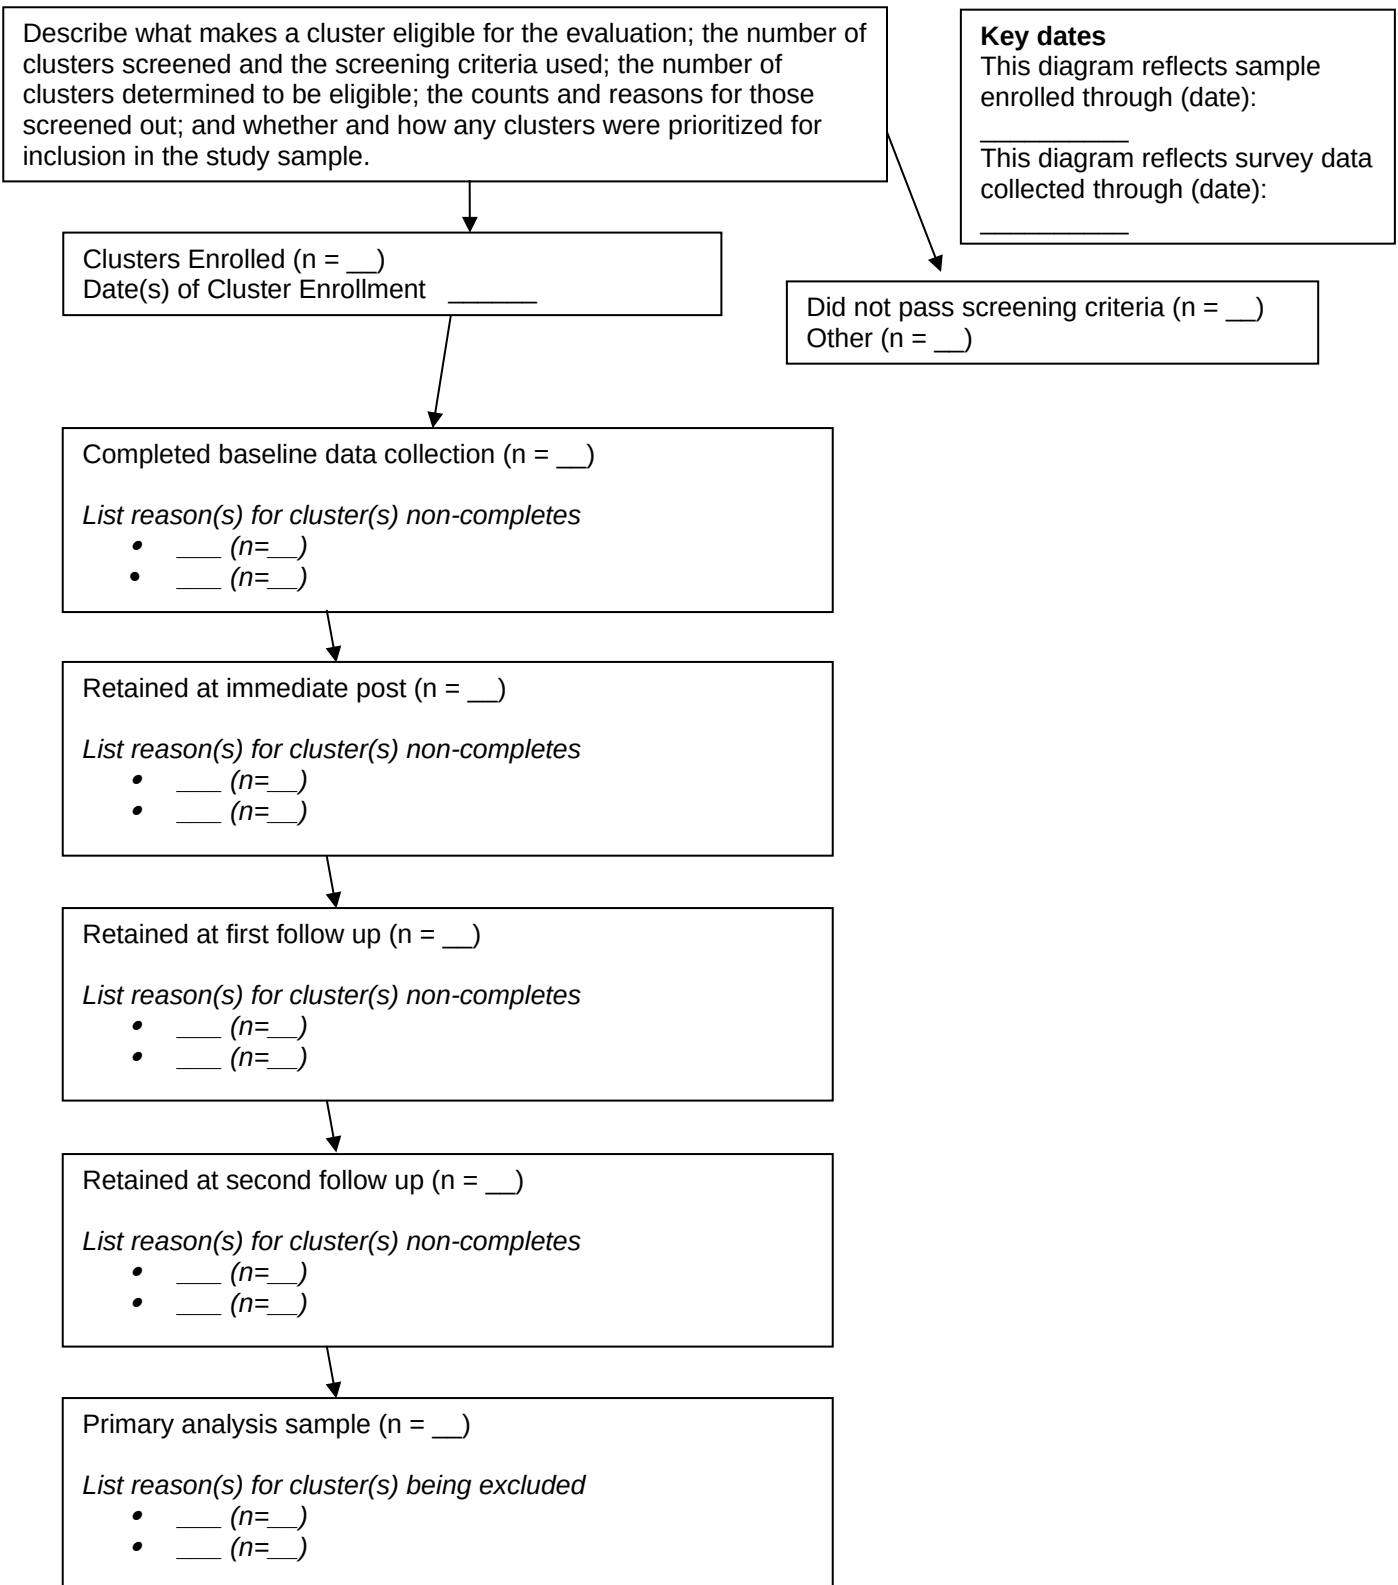 Describe what makes a cluster eligible for the evaluation; the number of
clusters screened and the screening criteria used; the number of
clusters determined to be eligible; the counts and reasons for those
screened out; and whether and how any clusters were prioritized for
inclusion in the study sample.
Key dates
This diagram reflects sample
enrolled through (date):
__________
This diagram reflects survey data
collected through (date):
__________
Clusters Enrolled (n = __)
Date(s) of Cluster Enrollment ______
Did not pass screening criteria (n = __)
Other (n = __)
Completed baseline data collection (n = __)
List reason(s) for cluster(s) non-completes
• ___ (n=__)
• ___ (n=__)
Retained at immediate post (n = __)
List reason(s) for cluster(s) non-completes
• ___ (n=__)
• ___ (n=__)
Retained at first follow up (n = __)
List reason(s) for cluster(s) non-completes
• ___ (n=__)
• ___ (n=__)
Retained at second follow up (n = __)
List reason(s) for cluster(s) non-completes
• ___ (n=__)
• ___ (n=__)
Primary analysis sample (n = __)
List reason(s) for cluster(s) being excluded
• ___ (n=__)
• ___ (n=__)